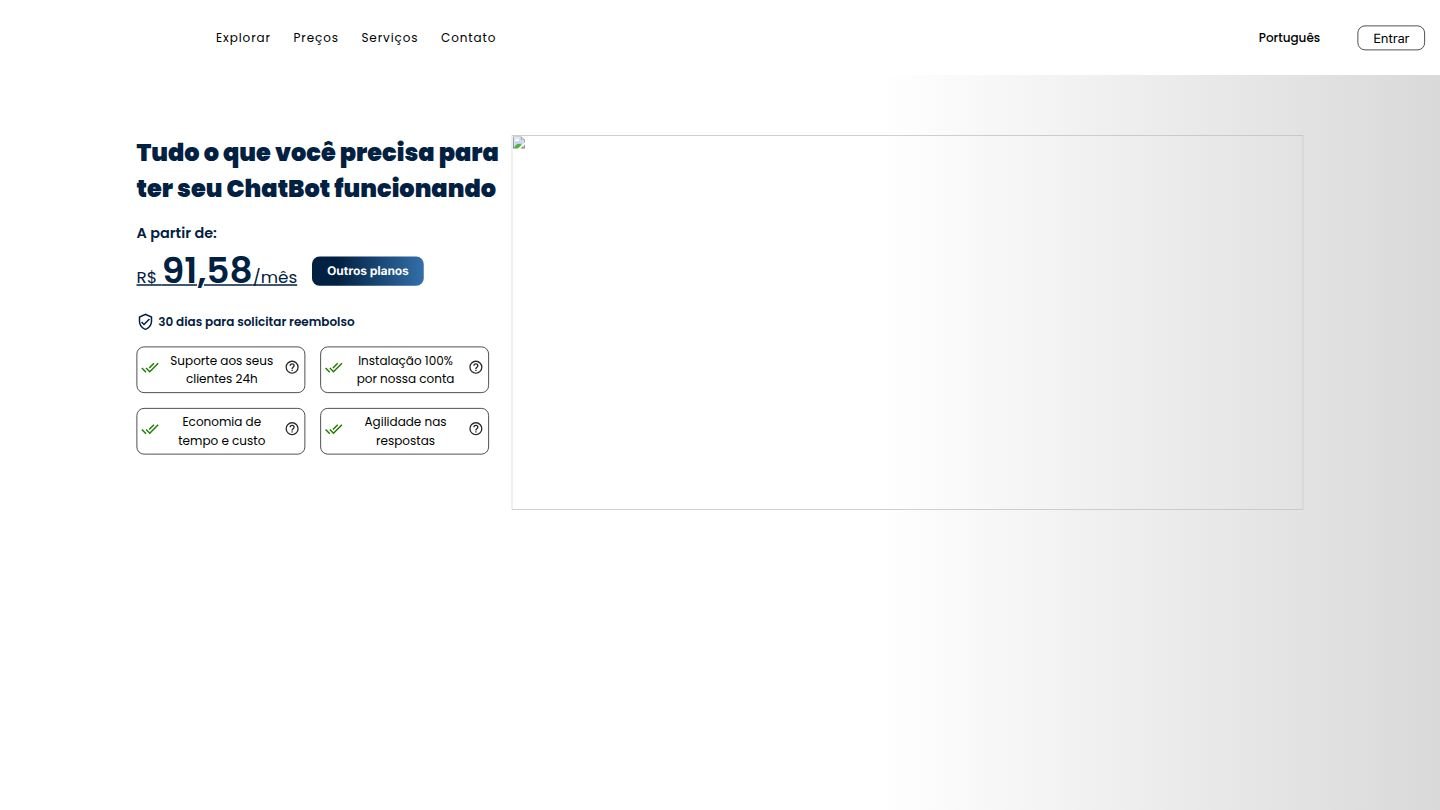 Explorar Preços Serviços Contato Português Entrar
Tudo o que você precisa para
ter seu ChatBot funcionando
A partir de:
R$ 91,58/mês Outros planos
30 dias para solicitar reembolso
Suporte aos seus
clientes 24h
Instalação 100%
por nossa conta
Economia de
tempo e custo
Agilidade nas
respostas